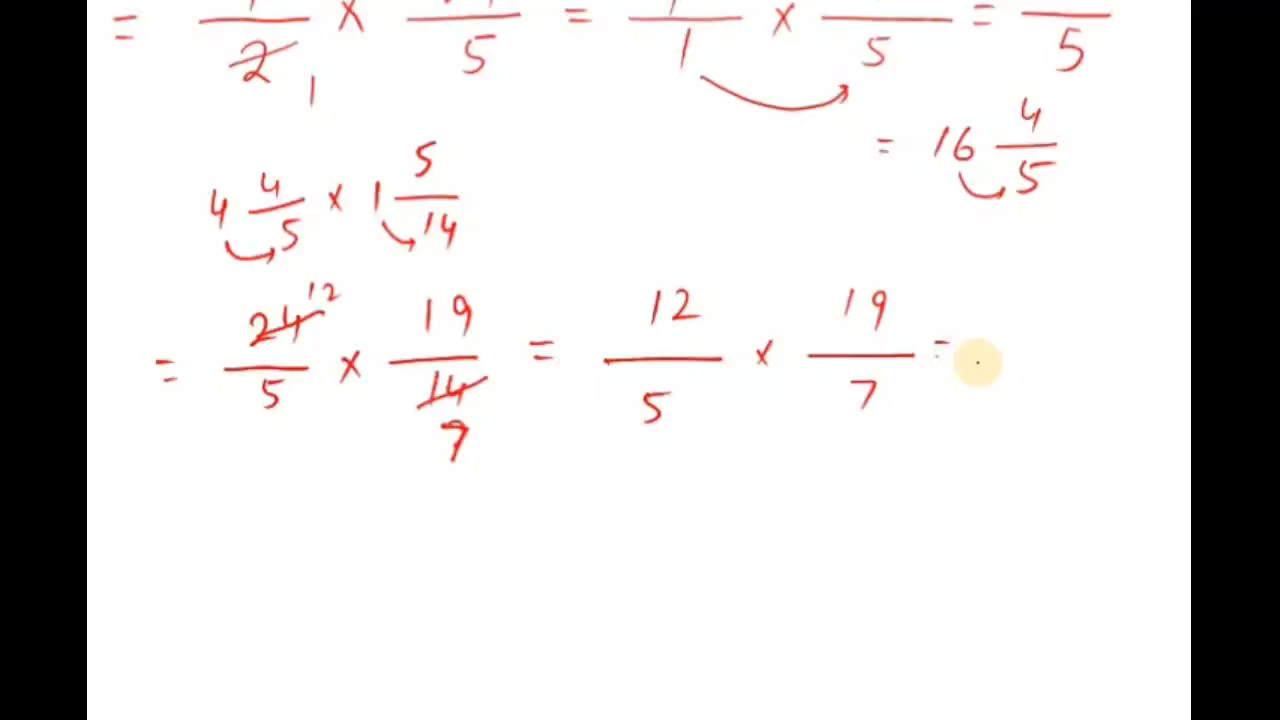 = /2 1 × /5 = /1 × /5 = /5
= 16 4/5
4 4/5 × 1 5/14
= 24/5 12 × 19/14 7 = 12/5 × 19/7 =